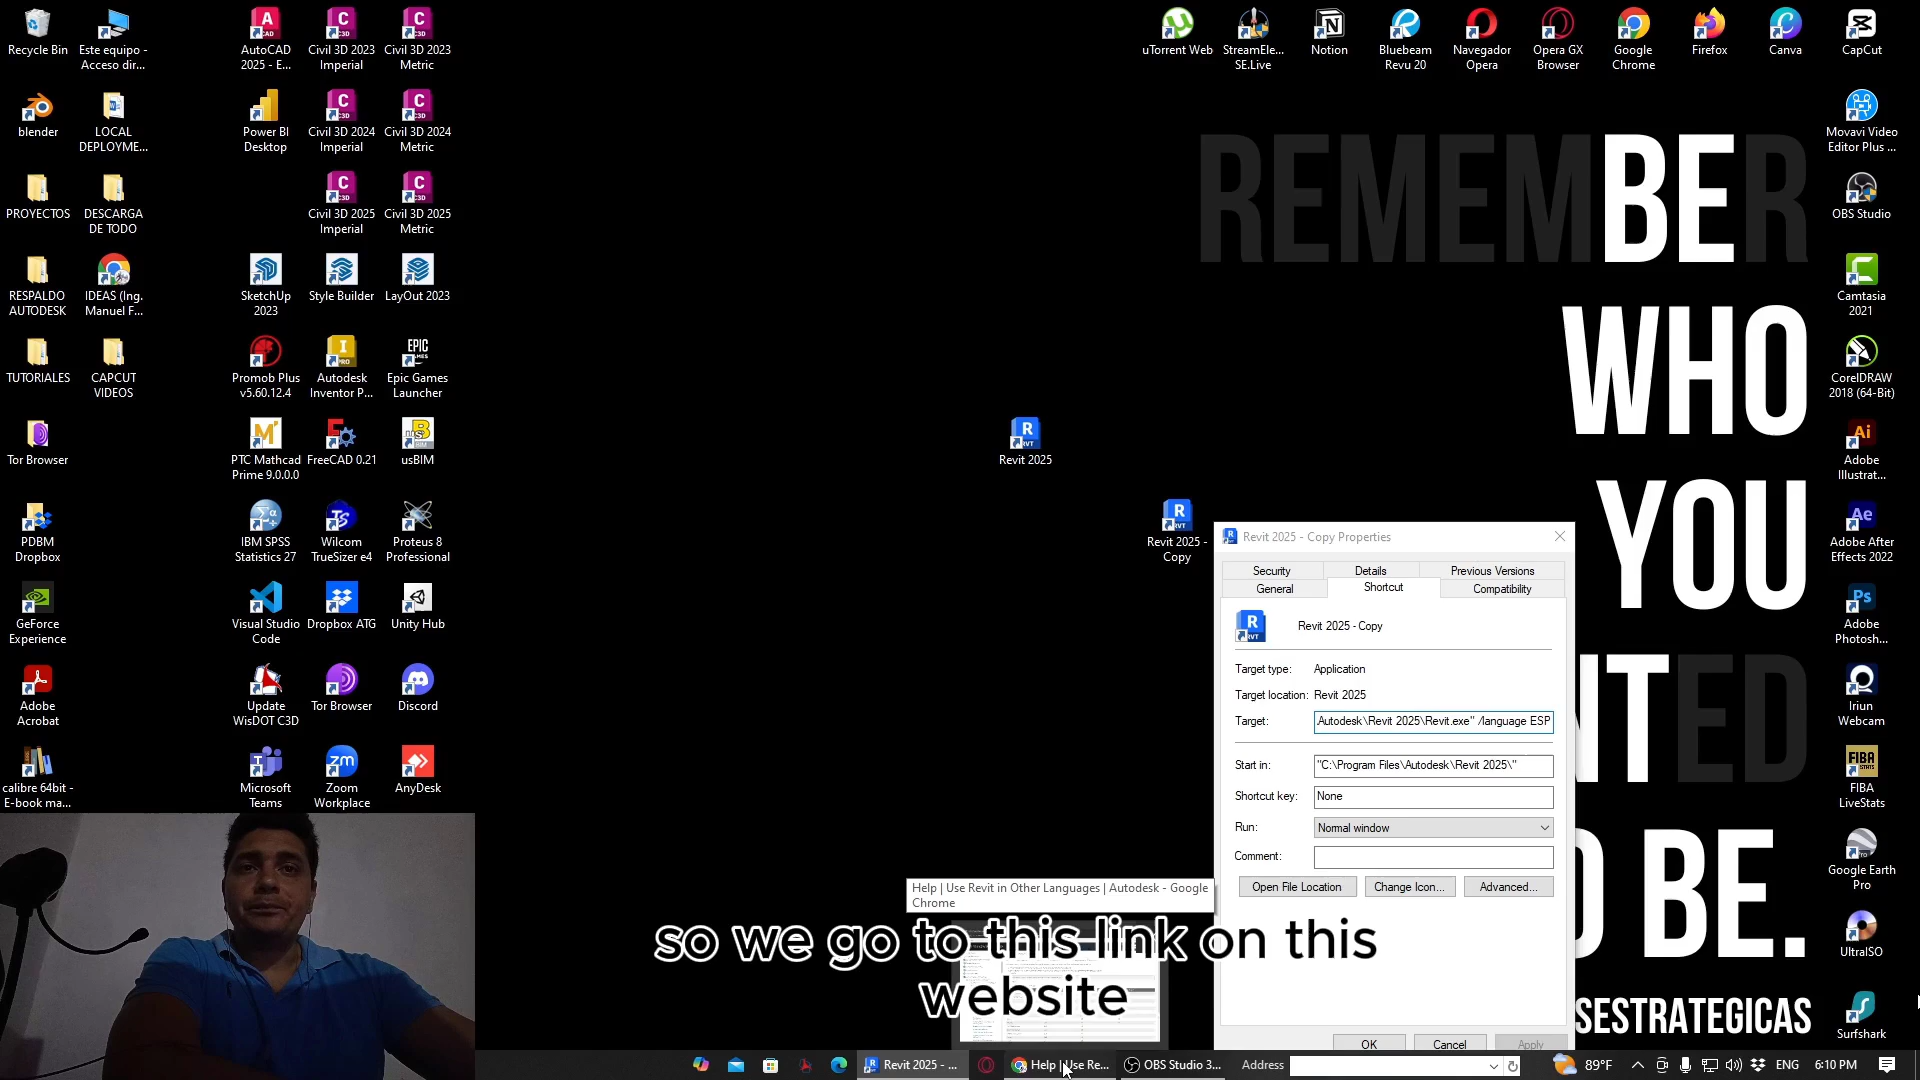 Recycle Bin
Este equipo -
Acceso dir...
AutoCAD
2025 - E...
Civil 3D 2023
Imperial
Civil 3D 2023
Metric
uTorrent Web
StreamEle...
SE.Live
Notion
Bluebeam
Revu 20
Navegador
Opera
Opera GX
Browser
Google
Chrome
Firefox
Canva
CapCut
blender
LOCAL
DEPLOYME...
Power BI
Desktop
Civil 3D 2024
Imperial
Civil 3D 2024
Metric
Movavi Video
Editor Plus ...
REMEMBER
PROYECTOS
DESCARGA
DE TODO
Civil 3D 2025
Imperial
Civil 3D 2025
Metric
OBS Studio
RESPALDO
AUTODESK
IDEAS (Ing.
Manuel F...
SketchUp
2023
Style Builder
LayOut 2023
Camtasia
2021
WHO
TUTORIALES
CAPCUT
VIDEOS
Promob Plus
v5.60.12.4
Autodesk
Inventor P...
Epic Games
Launcher
CorelDRAW
2018 (64-Bit)
Tor Browser
PTC Mathcad
Prime 9.0.0.0
FreeCAD 0.21
usBIM
Revit 2025
Adobe
Illustrat...
YOU
PDBM
Dropbox
IBM SPSS
Statistics 27
Wilcom
TrueSizer e4
Proteus 8
Professional
Revit 2025 -
Copy
Adobe After
Effects 2022
GeForce
Experience
Visual Studio
Code
Dropbox ATG
Unity Hub
Adobe
Photosh...
Adobe
Acrobat
Update
WisDOT C3D
Tor Browser
Discord
Iriun
Webcam
NTED
calibre 64bit -
E-book ma...
Microsoft
Teams
Zoom
Workplace
AnyDesk
FIBA
LiveStats
Google Earth
Pro
O BE.
UltraISO
SESTRATEGICAS
Surfshark
Revit 2025 - Copy Properties
Security
Details
Previous Versions
General
Shortcut
Compatibility
Revit 2025 - Copy
Target type: Application
Target location: Revit 2025
Target: Autodesk\Revit 2025\Revit.exe" /language ESP
Start in: "C:\Program Files\Autodesk\Revit 2025\"
Shortcut key: None
Run: Normal window
Comment:
Open File Location
Change Icon...
Advanced...
OK
Cancel
Apply
Help | Use Revit in Other Languages | Autodesk - Google
Chrome
so we go to this link on this
website
Revit 2025 - ...
Help | Use Re...
OBS Studio 3...
Address
89°F
ENG
6:10 PM